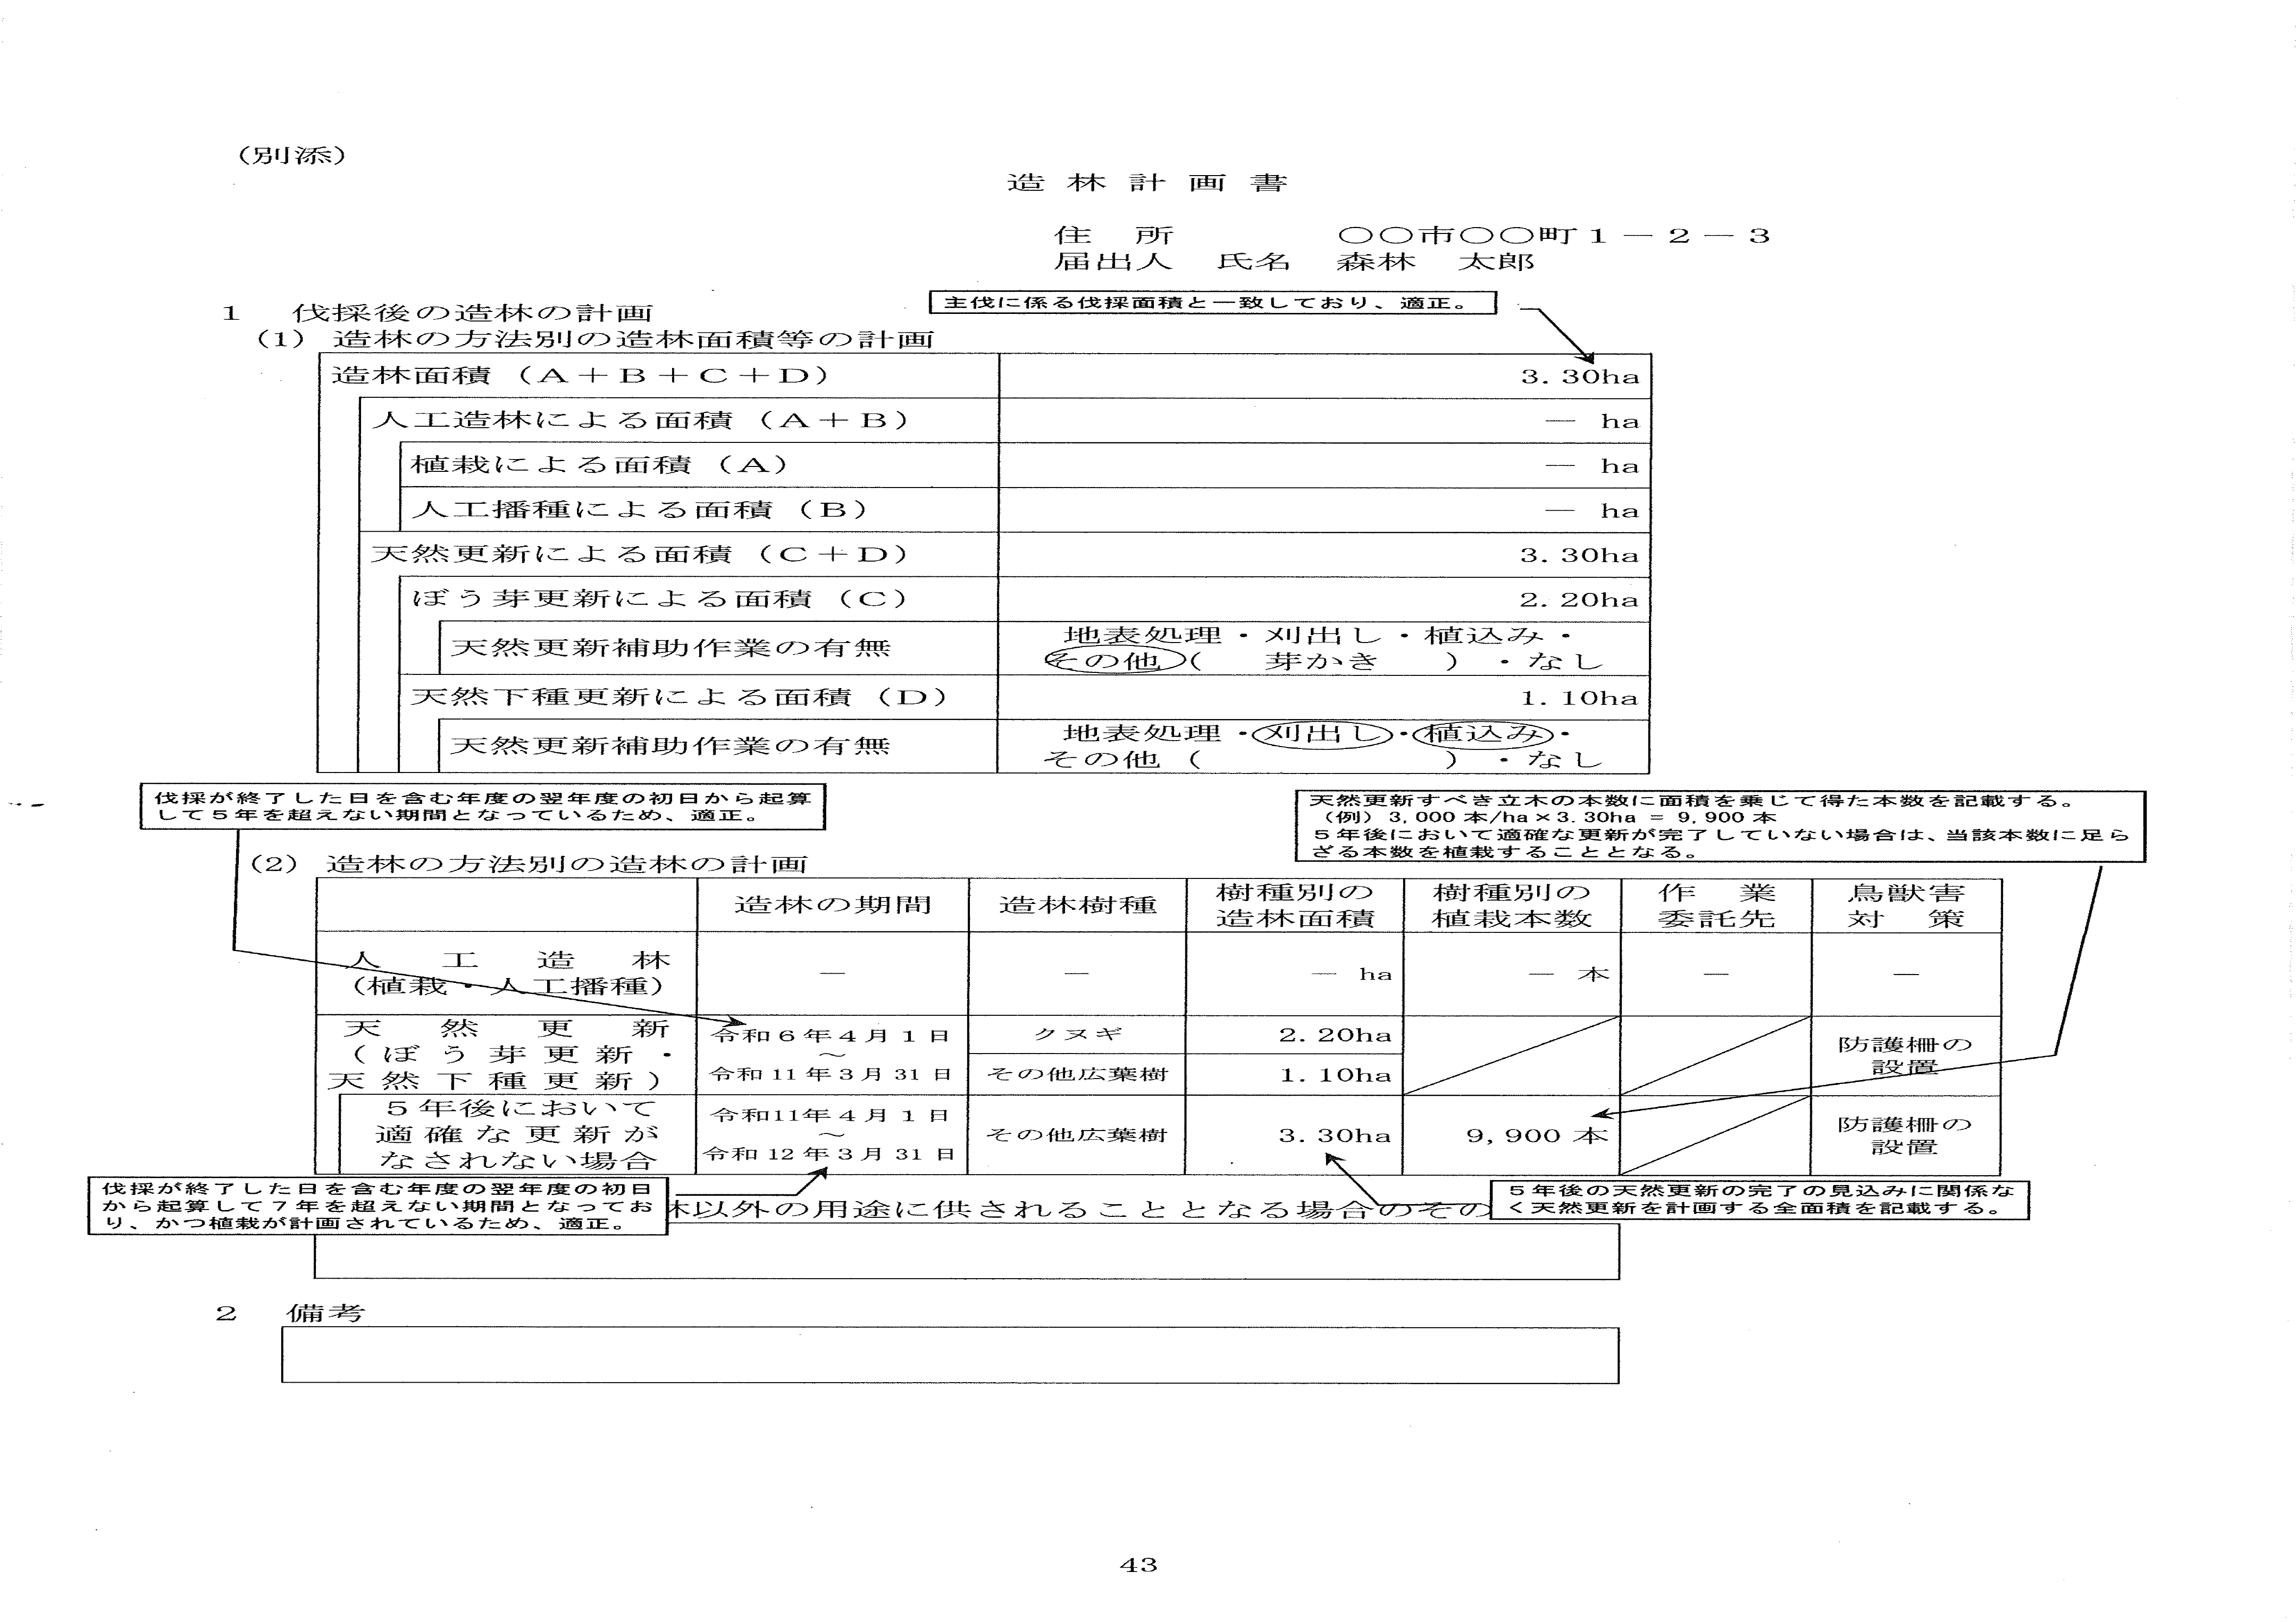 （別添）
造 林 計 画 書
住　所　　　　○○市○○町１－２－３
届出人　氏名　森林　太郎
主伐に係る伐採面積と一致しており、適正。
１　伐採後の造林の計画
（1）造林の方法別の造林面積等の計画
造林面積（Ａ＋Ｂ＋Ｃ＋Ｄ）　3.30ha
人工造林による面積（Ａ＋Ｂ）　― ha
植栽による面積（Ａ）　― ha
人工播種による面積（Ｂ）　― ha
天然更新による面積（Ｃ＋Ｄ）　3.30ha
ぼう芽更新による面積（Ｃ）　2.20ha
地表処理・刈出し・植込み・
天然更新補助作業の有無
その他（　　芽かき　　）・なし
天然下種更新による面積（Ｄ）　1.10ha
地表処理・刈出し・植込み・
天然更新補助作業の有無
その他（　　　　　　　）・なし
伐採が終了した日を含む年度の翌年度の初日から起算
して５年を超えない期間となっているため、適正。
天然更新すべき立木の本数に面積を乗じて得た本数を記載する。
（例）3,000 本/ha×3.30ha = 9,900 本
５年後において適確な更新が完了していない場合は、当該本数に足ら
ざる本数を植栽することとなる。
（2）造林の方法別の造林の計画
造林の期間　造林樹種　樹種別の　樹種別の　作　業　鳥獣害
造林面積　植栽本数　委託先　対　策
人　工　造　林
（植栽・人工播種）　―　―　― ha　― 本　―　―
天　然　更　新
（ぼう芽更新・
天然下種更新）
令和６年４月１日
～
令和 11 年３月 31 日
クヌギ　2.20ha
その他広葉樹　1.10ha
防護柵の
設置
５年後において
適確な更新が
なされない場合
令和11年４月１日
～
令和 12 年３月 31 日
その他広葉樹　3.30ha　9,900 本
防護柵の
設置
伐採が終了した日を含む年度の翌年度の初日
から起算して７年を超えない期間となってお
り、かつ植栽が計画されているため、適正。
林以外の用途に供されることとなる場合のその
５年後の天然更新の完了の見込みに関係な
く天然更新を計画する全面積を記載する。
２　備考
43